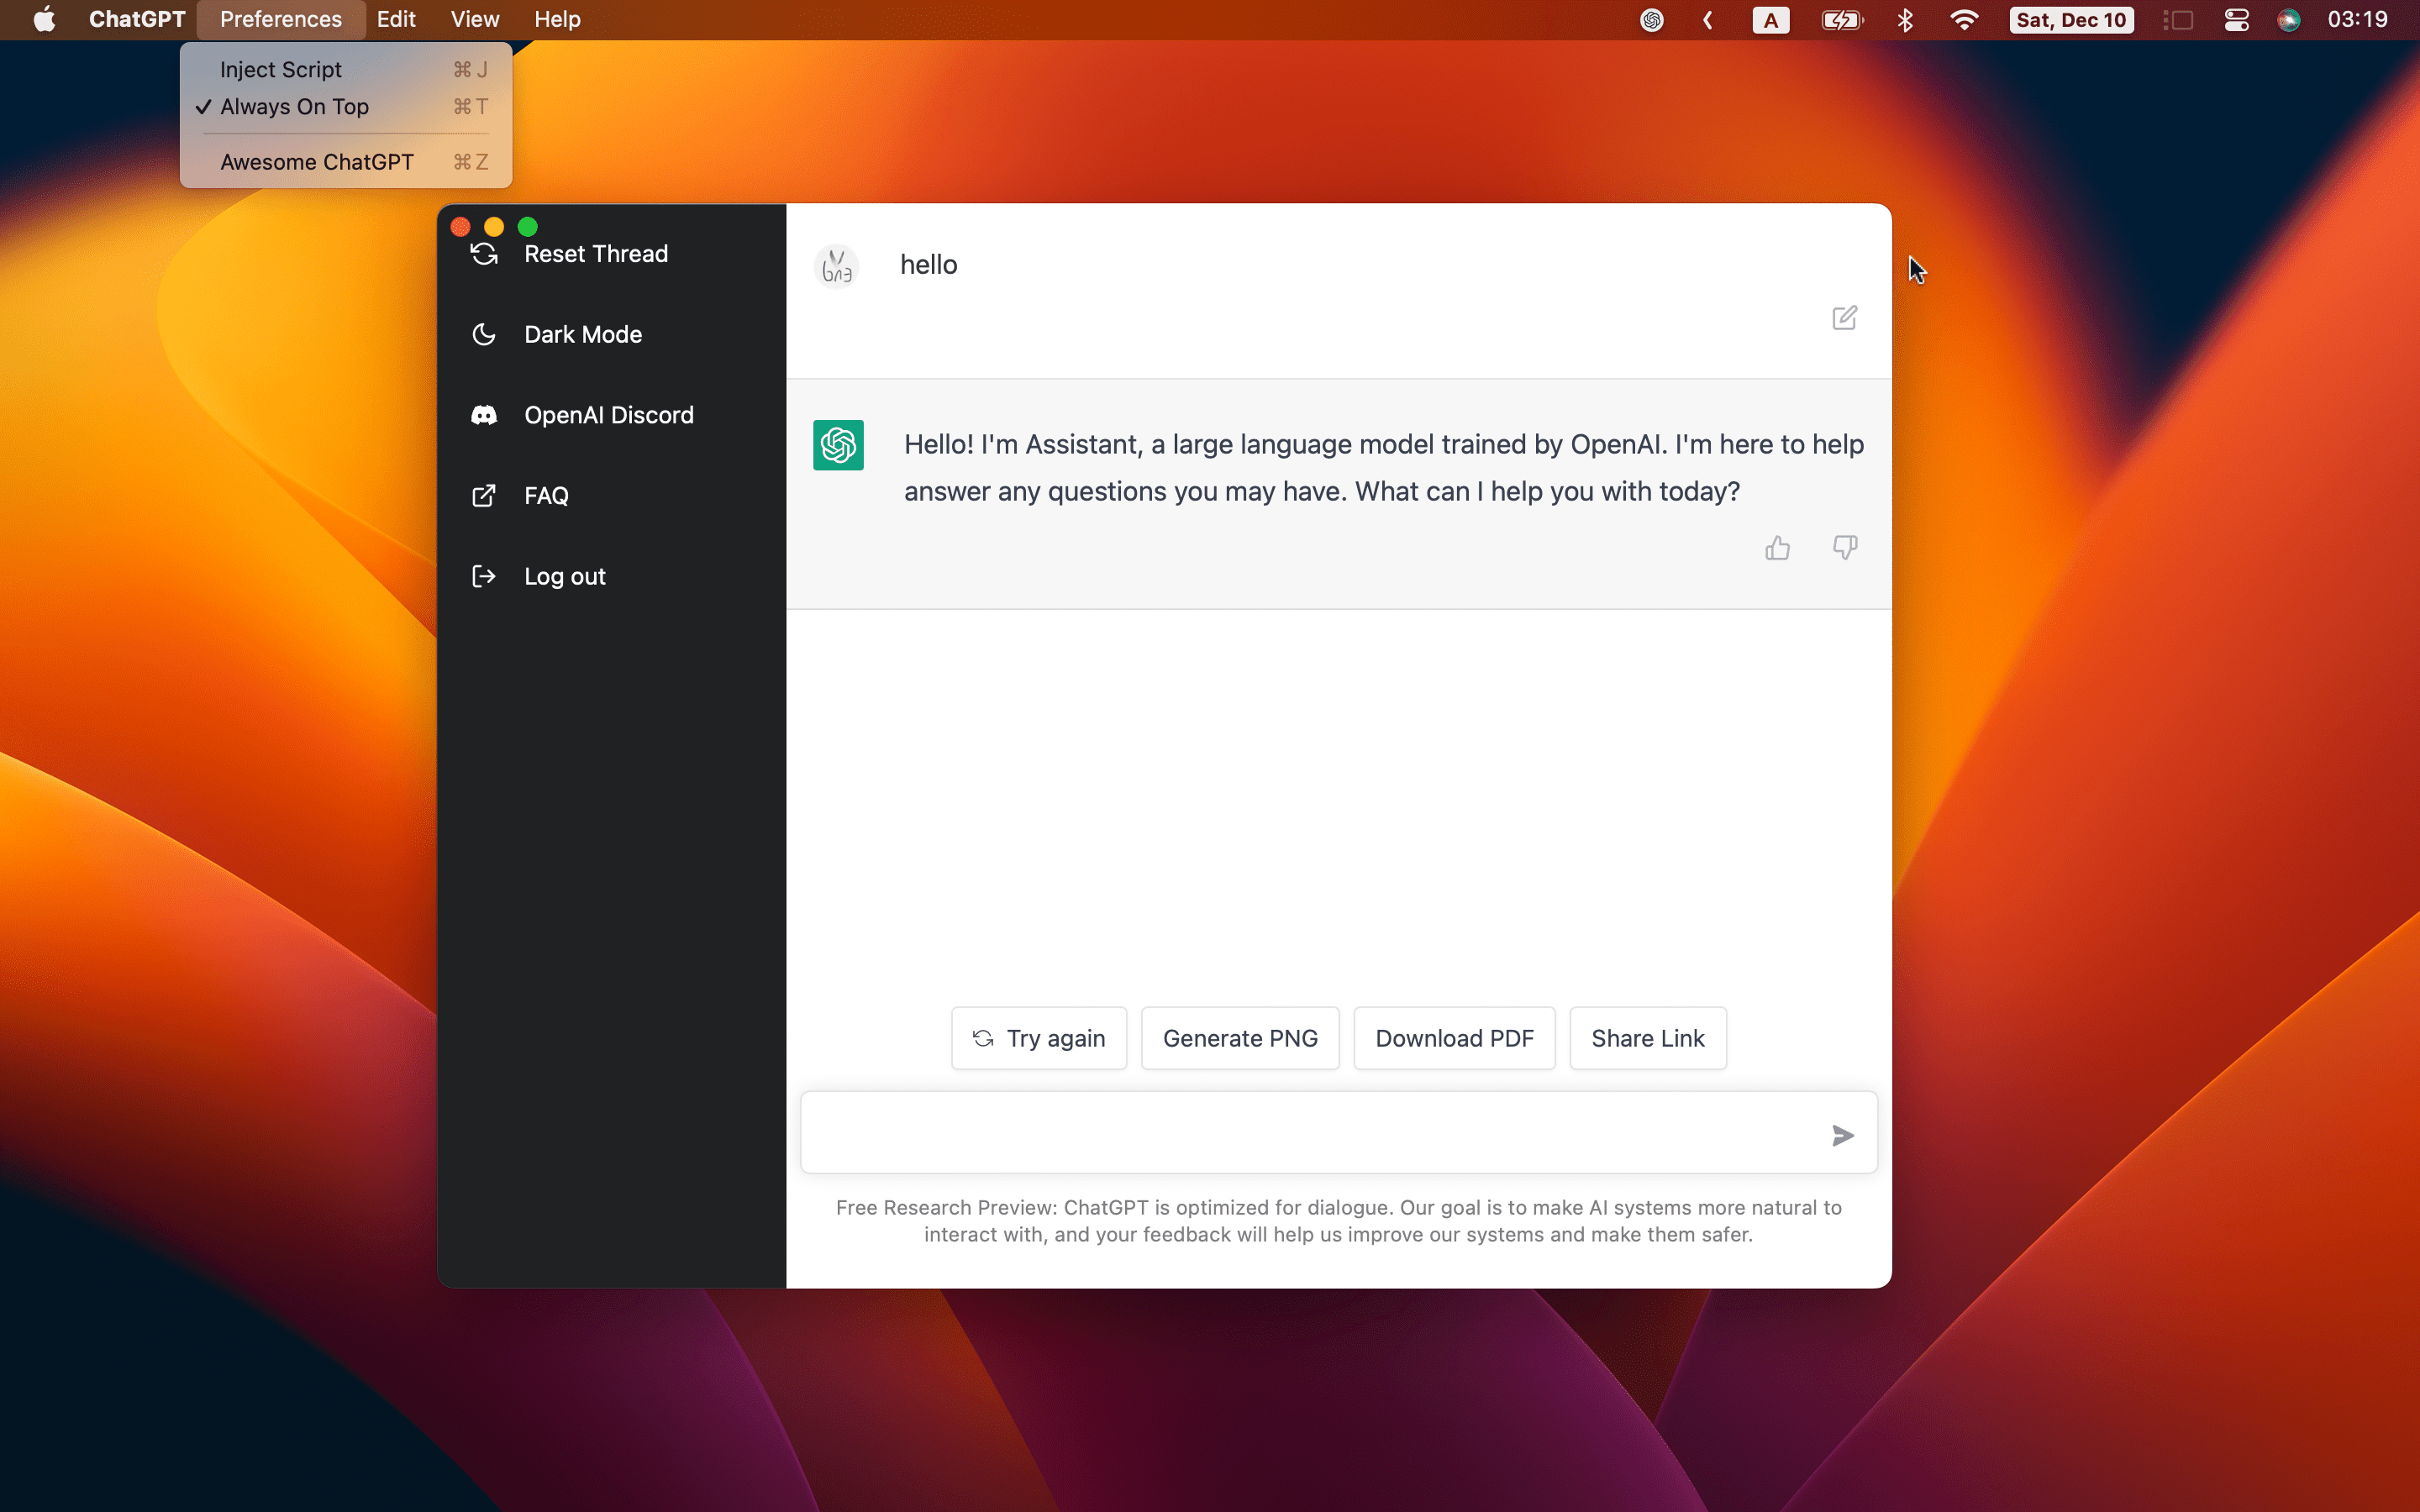 ChatGPT Preferences Edit View Help A Sat, Dec 10 03:19
Inject Script ⌘ J
✓ Always On Top ⌘ T
Awesome ChatGPT ⌘ Z
Reset Thread
Dark Mode
OpenAI Discord
FAQ
Log out
hello
Hello! I'm Assistant, a large language model trained by OpenAI. I'm here to help
answer any questions you may have. What can I help you with today?
Try again Generate PNG Download PDF Share Link
Free Research Preview: ChatGPT is optimized for dialogue. Our goal is to make AI systems more natural to
interact with, and your feedback will help us improve our systems and make them safer.